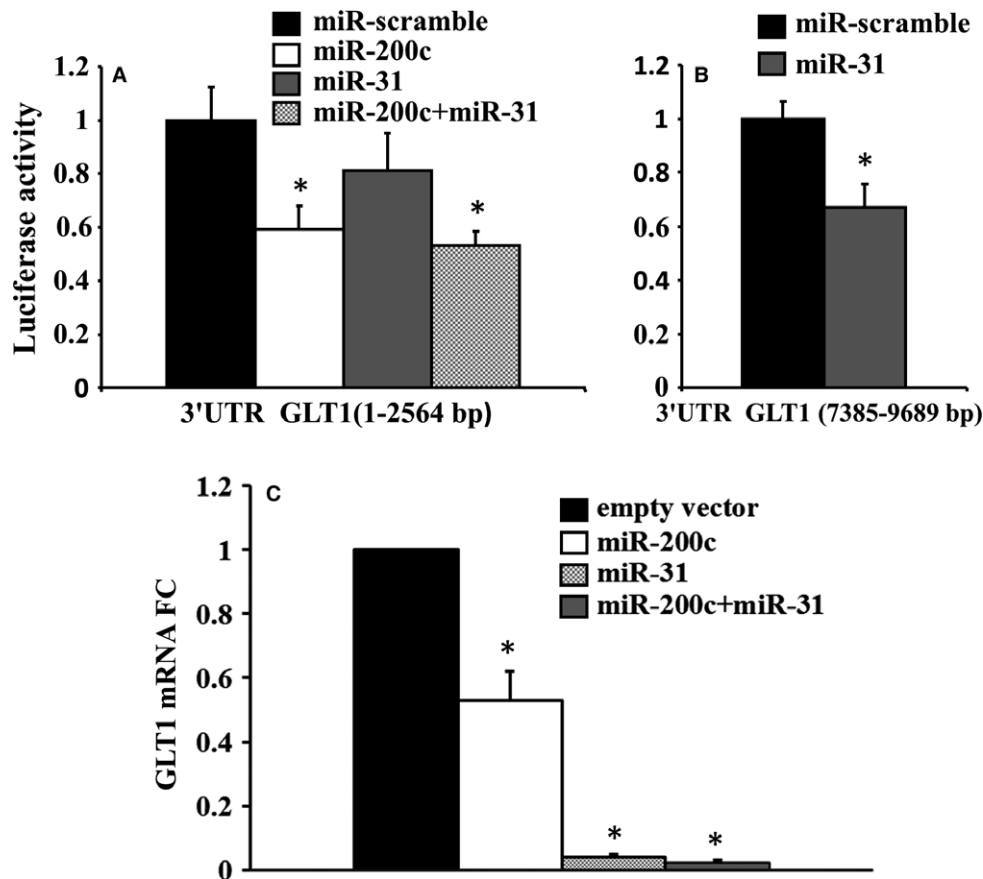 A
miR-scramble
miR-200c
miR-31
miR-200c+miR-31
Luciferase activity
1.2
1
0.8
0.6
0.4
0.2
0
*
*
3'UTR GLT1(1-2564 bp)
B
miR-scramble
miR-31
1.2
1
0.8
0.6
0.4
0.2
0
*
3'UTR GLT1 (7385-9689 bp)
C
empty vector
miR-200c
miR-31
miR-200c+miR-31
GLT1 mRNA FC
1.2
1
0.8
0.6
0.4
0.2
0
*
*
*